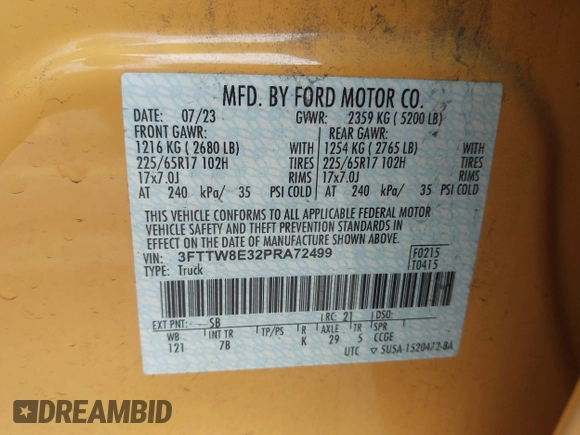 MFD. BY FORD MOTOR CO.
DATE: 07/23 GVWR: 2359 KG ( 5200 LB)
FRONT GAWR: REAR GAWR:
1216 KG ( 2680 LB) WITH 1254 KG ( 2765 LB) WITH
225/65R17 102H TIRES 225/65R17 102H TIRES
17x7.0J RIMS 17x7.0J RIMS
AT 240 kPa/ 35 PSI COLD AT 240 kPa/ 35 PSI COLD
THIS VEHICLE CONFORMS TO ALL APPLICABLE FEDERAL MOTOR
VEHICLE SAFETY AND THEFT PREVENTION STANDARDS IN EFFECT
ON THE DATE OF MANUFACTURE SHOWN ABOVE.
VIN: 3FTTW8E32PRA72499 F0215
TYPE: Truck T0415
EXT PNT: SB RC: 21 DSO:
WB INT TR TP/PS R AXLE TR SPR
121 7B K 29 5 CCGE
UTC ▽ SU5A-1520472-BA
DREAMBID